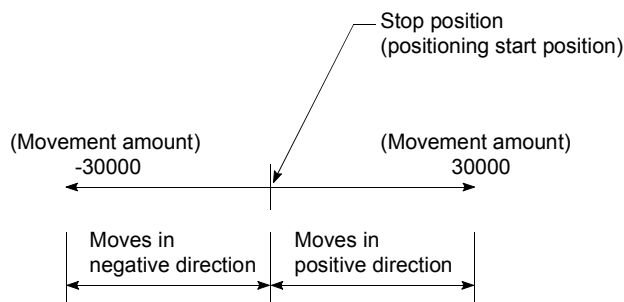 Stop position
(positioning start position)
(Movement amount)
-30000
(Movement amount)
30000
Moves in
negative direction
Moves in
positive direction